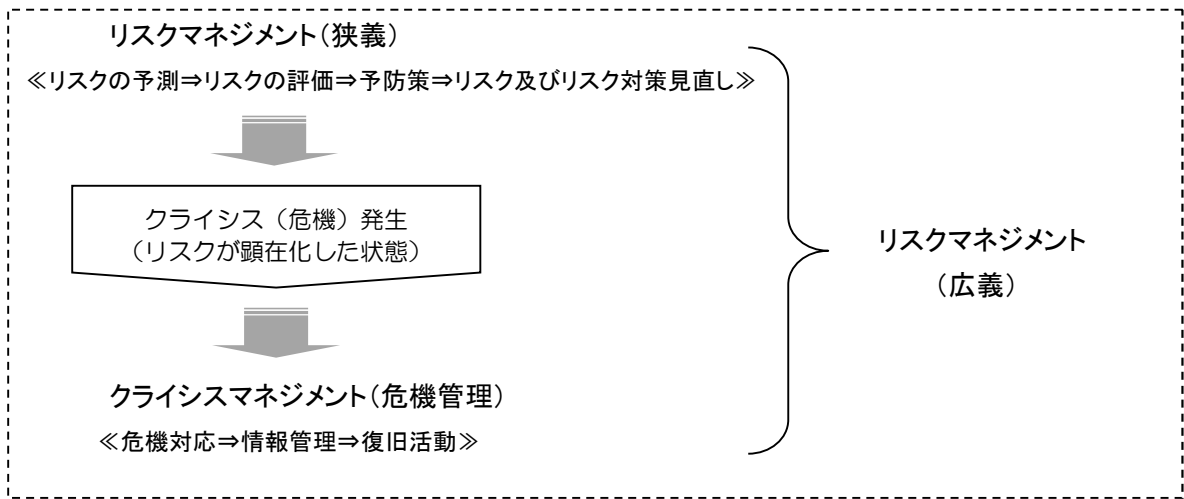 リスクマネジメント（狭義）
≪リスクの予測⇒リスクの評価⇒予防策⇒リスク及びリスク対策見直し≫
クライシス（危機）発生
（リスクが顕在化した状態）
リスクマネジメント
（広義）
クライシスマネジメント（危機管理）
≪危機対応⇒情報管理⇒復旧活動≫